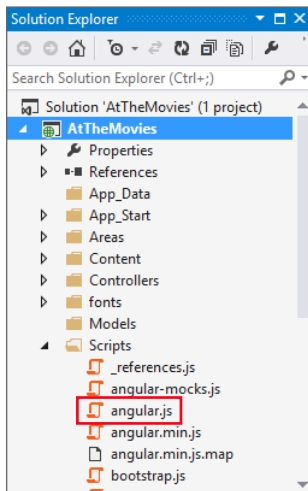 Solution Explorer
Search Solution Explorer (Ctrl+;)
Solution 'AtTheMovies' (1 project)
AtTheMovies
Properties
References
App_Data
App_Start
Areas
Content
Controllers
fonts
Models
Scripts
_references.js
angular-mocks.js
angular.js
angular.min.js
angular.min.js.map
bootstrap.js